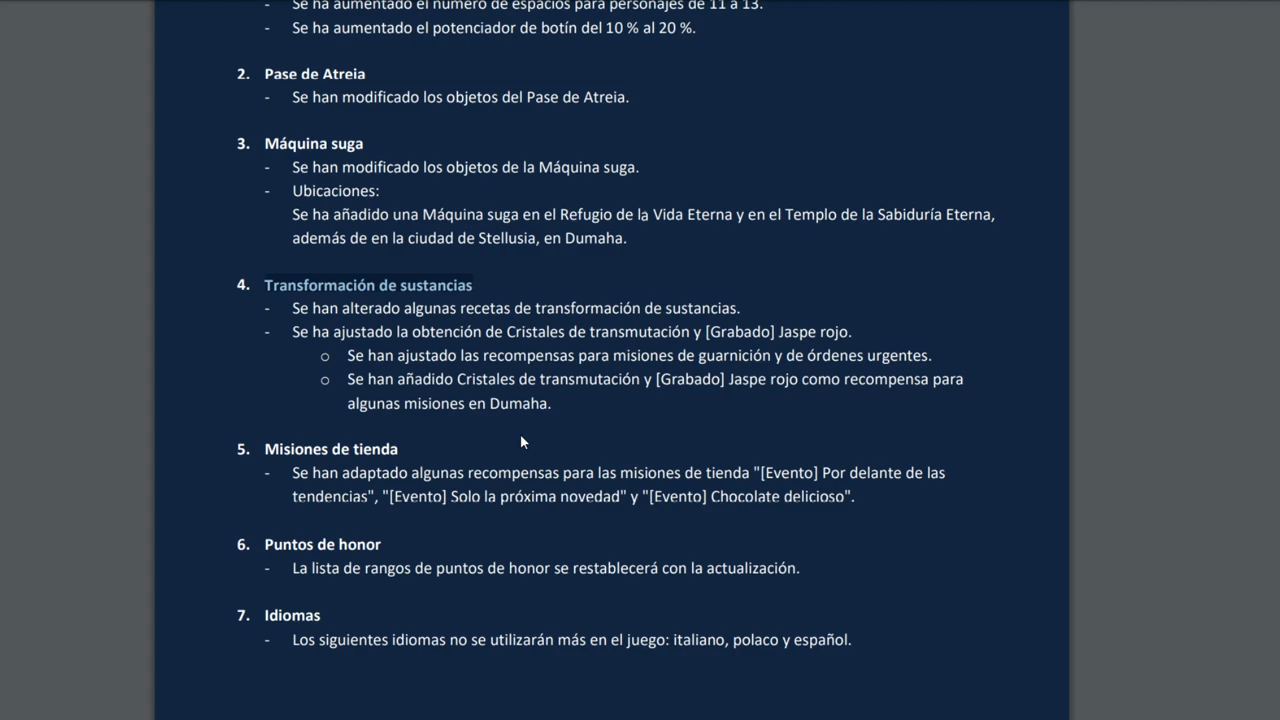 - Se ha aumentado el número de espacios para personajes de 11 a 13.
- Se ha aumentado el potenciador de botín del 10 % al 20 %.
2. Pase de Atreia
- Se han modificado los objetos del Pase de Atreia.
3. Máquina suga
- Se han modificado los objetos de la Máquina suga.
- Ubicaciones:
Se ha añadido una Máquina suga en el Refugio de la Vida Eterna y en el Templo de la Sabiduría Eterna,
además de en la ciudad de Stellusia, en Dumaha.
4. Transformación de sustancias
- Se han alterado algunas recetas de transformación de sustancias.
- Se ha ajustado la obtención de Cristales de transmutación y [Grabado] Jaspe rojo.
o Se han ajustado las recompensas para misiones de guarnición y de órdenes urgentes.
o Se han añadido Cristales de transmutación y [Grabado] Jaspe rojo como recompensa para
algunas misiones en Dumaha.
5. Misiones de tienda
- Se han adaptado algunas recompensas para las misiones de tienda "[Evento] Por delante de las
tendencias", "[Evento] Solo la próxima novedad" y "[Evento] Chocolate delicioso".
6. Puntos de honor
- La lista de rangos de puntos de honor se restablecerá con la actualización.
7. Idiomas
- Los siguientes idiomas no se utilizarán más en el juego: italiano, polaco y español.